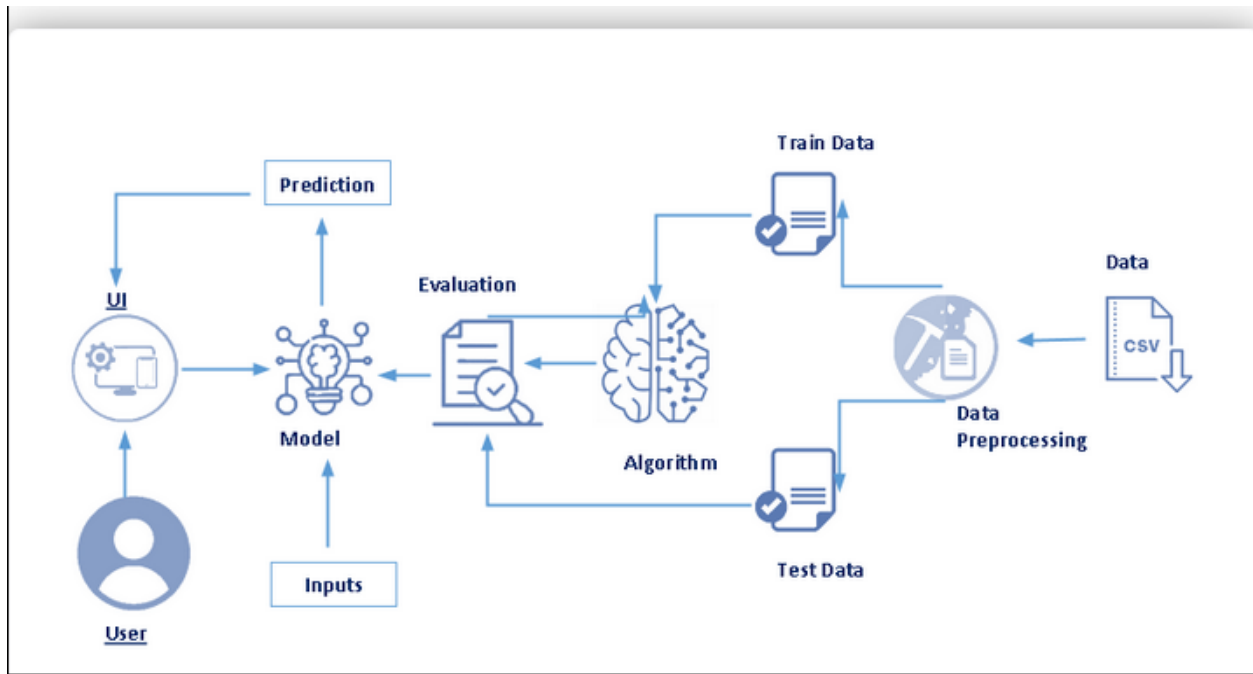 Train Data
Prediction
Data
Evaluation
UI
CSV
Data
Preprocessing
Model
Algorithm
Inputs
Test Data
User